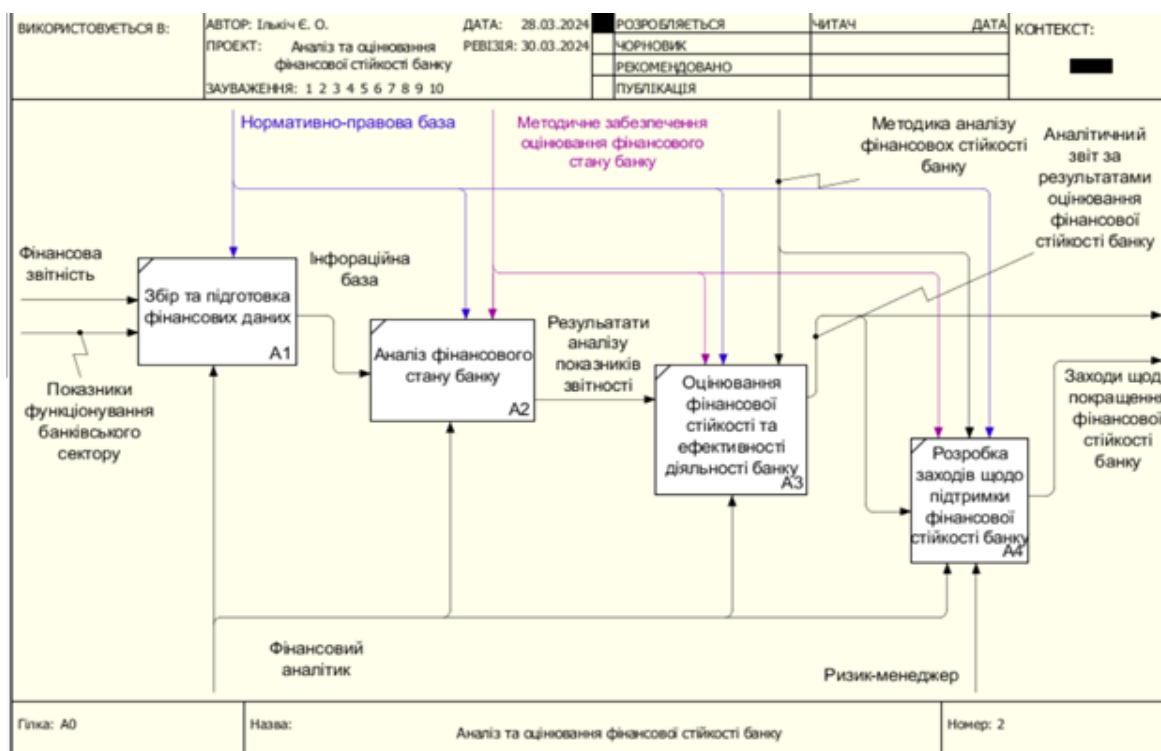 ВИКОРИСТОВУЄТЬСЯ В:
АВТОР: Ількіч Є. О.
ДАТА: 28.03.2024
ПРОЕКТ: Аналіз та оцінювання
фінансової стійкості банку
РЕВІЗІЯ: 30.03.2024
ЗАУВАЖЕННЯ: 1 2 3 4 5 6 7 8 9 10
РОЗРОБЛЯЄТЬСЯ
ЧОРНОВИК
РЕКОМЕНДОВАНО
ПУБЛІКАЦІЯ
ЧИТАЧ
ДАТА
КОНТЕКСТ:
Нормативно-правова база
Методичне забезпечення
оцінювання фінансового
стану банку
Методика аналізу
фінансовох стійкості
банку
Аналітичний
звіт за
результатами
оцінювання
фінансової
стійкості банку
Фінансова
звітність
Показники
функціонування
банківського
сектору
Збір та підготовка
фінансових даних
A1
Інфораційна
база
Аналіз фінансового
стану банку
A2
Резульатати
аналізу
показників
звітності
Оцінювання
фінансової
стійкості та
ефективності
діяльності банку
A3
Розробка
заходів щодо
підтримки
фінансової
стійкості банку
A4
Заходи щодо
покращення
фінансової
стійкості
банку
Фінансовий
аналітик
Ризик-менеджер
Гілка: A0
Назва:
Аналіз та оцінювання фінансової стійкості банку
Номер: 2